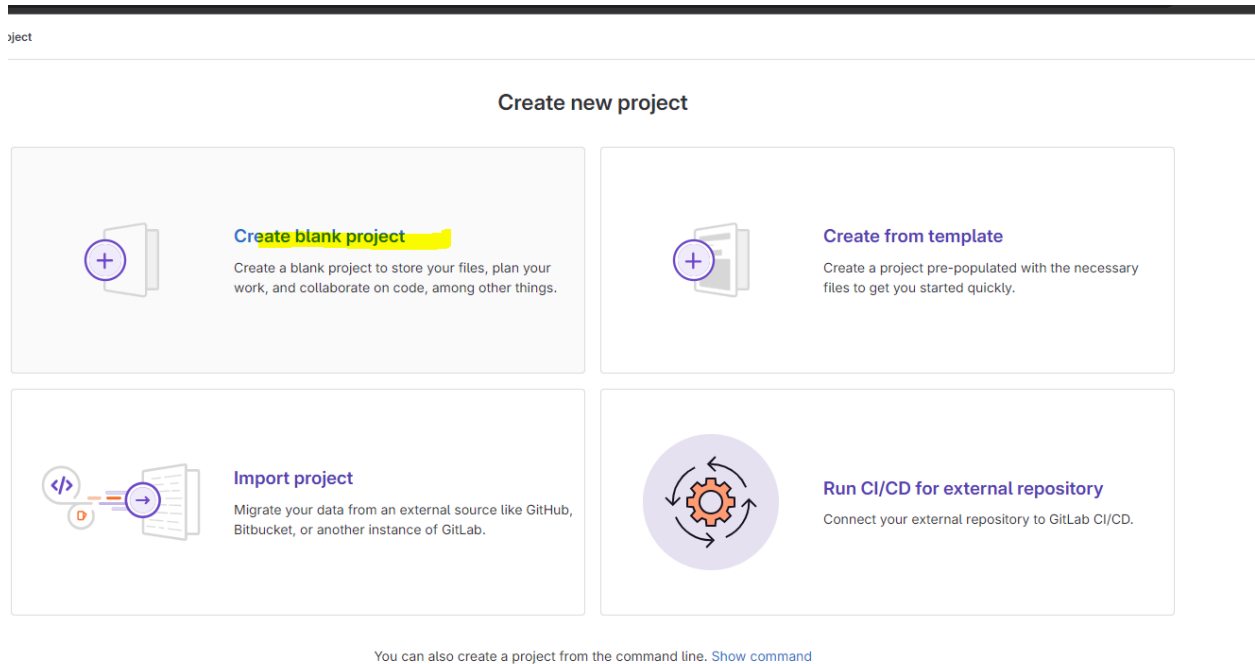 oject
Create new project
Create blank project
Create a blank project to store your files, plan your
work, and collaborate on code, among other things.
Create from template
Create a project pre-populated with the necessary
files to get you started quickly.
Import project
Migrate your data from an external source like GitHub,
Bitbucket, or another instance of GitLab.
Run CI/CD for external repository
Connect your external repository to GitLab CI/CD.
You can also create a project from the command line. Show command